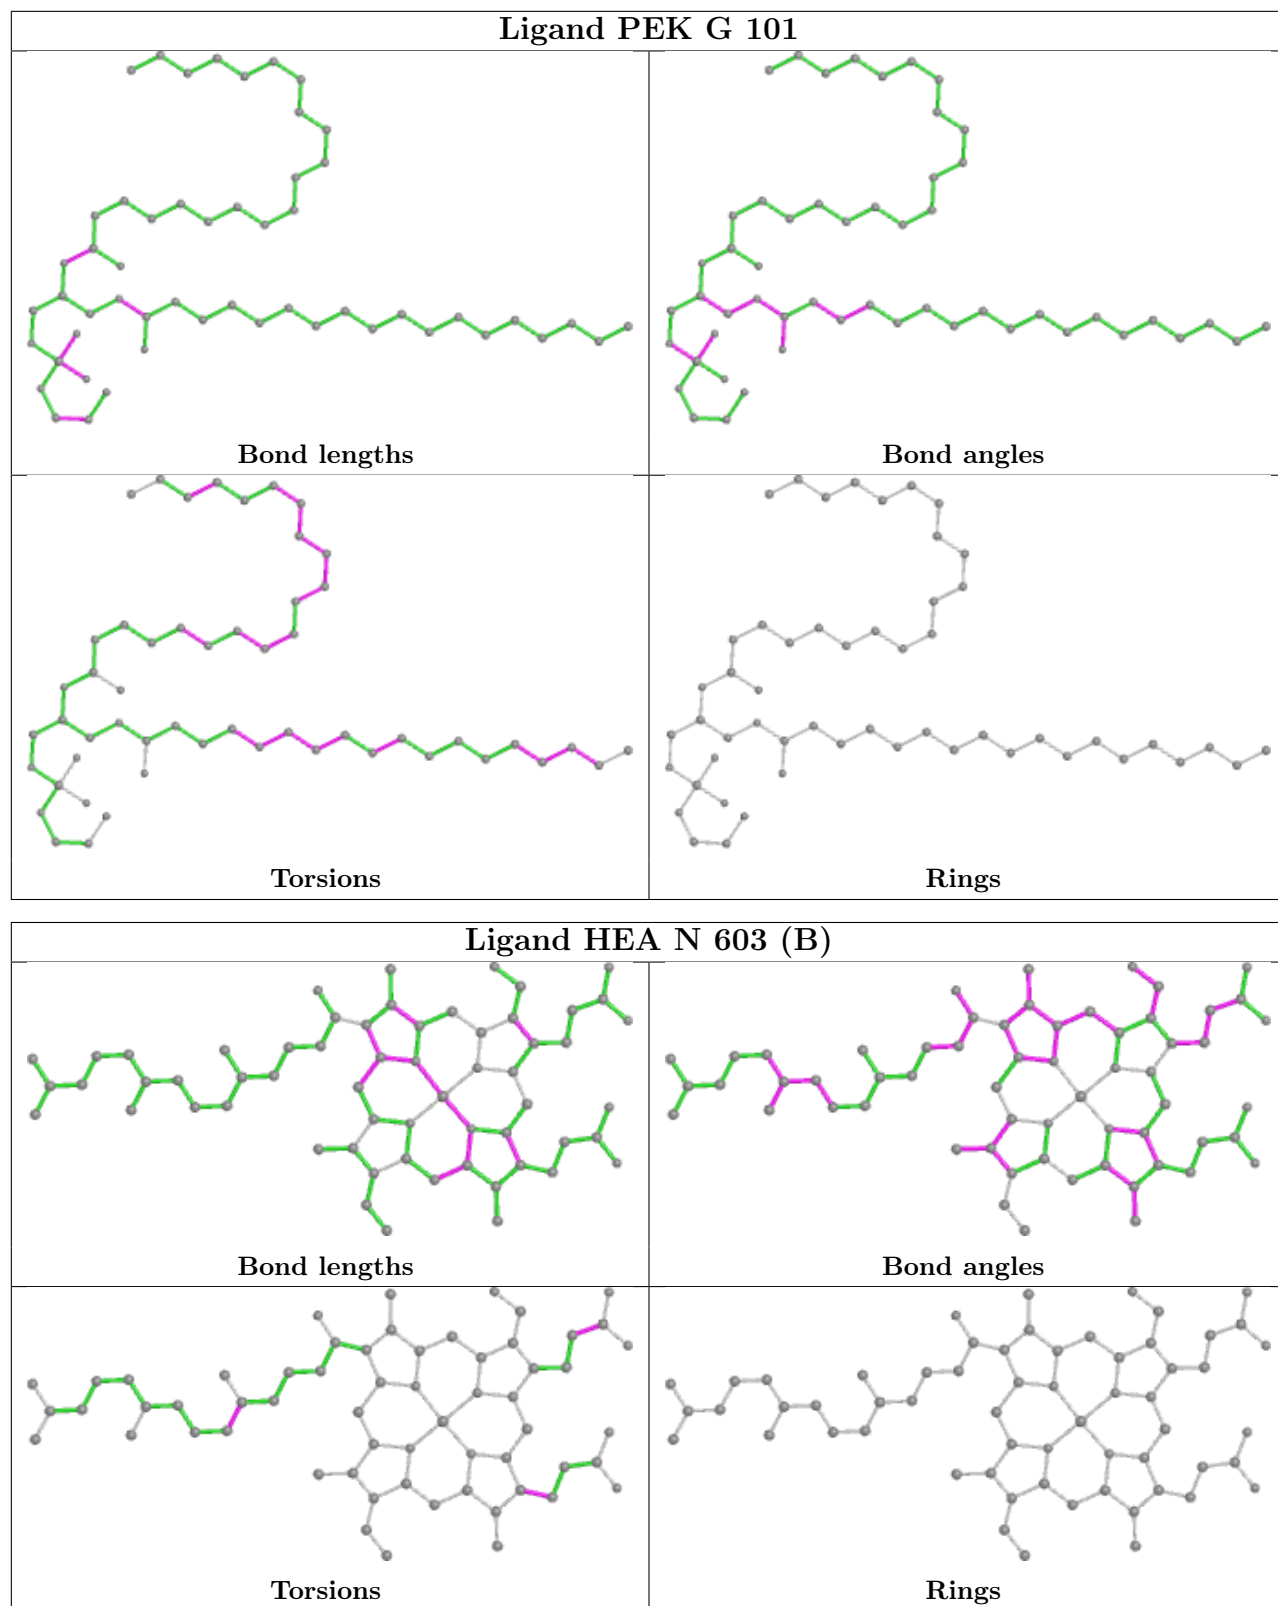 Ligand PEK G 101
Bond lengths
Bond angles
Torsions
Rings
Ligand HEA N 603 (B)
Bond lengths
Bond angles
Torsions
Rings